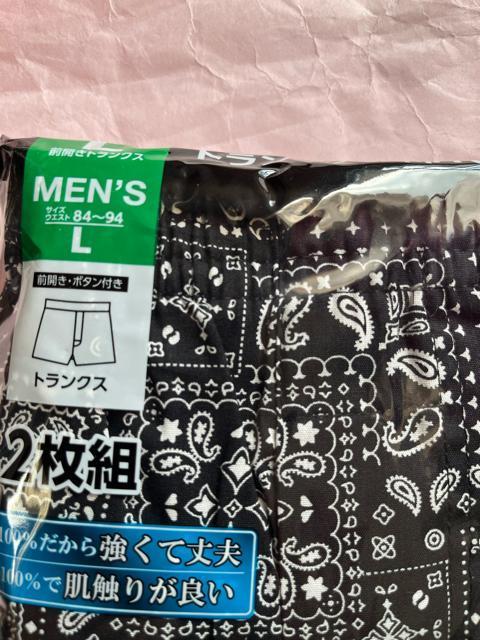 前開きトランクス
MEN'S
サイズ
ウエスト 84〜94
L
前開き・ボタン付き
トランクス
2枚組
100%だから強くて丈夫
100%で肌触りが良い